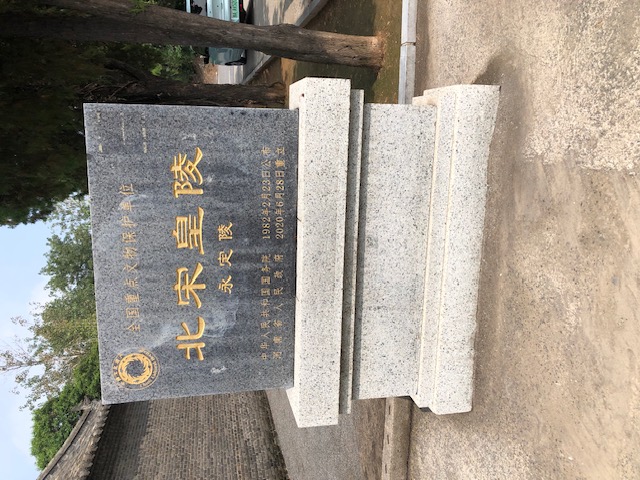 全国重点文物保护单位
北宋皇陵
永定陵
中华人民共和国国务院 1982年2月23日公布
河南省人民政府 2020年6月28日重立